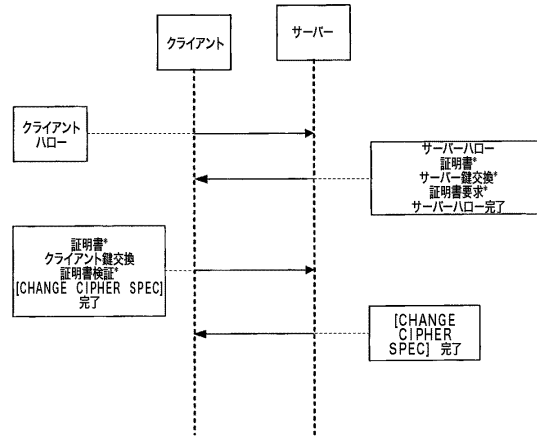 クライアント
サーバー
クライアント
ハロー
サーバーハロー
証明書*
サーバー鍵交換*
証明書要求*
サーバーハロー完了
証明書*
クライアント鍵交換
証明書検証*
[CHANGE CIPHER SPEC]
完了
[CHANGE
CIPHER
SPEC] 完了